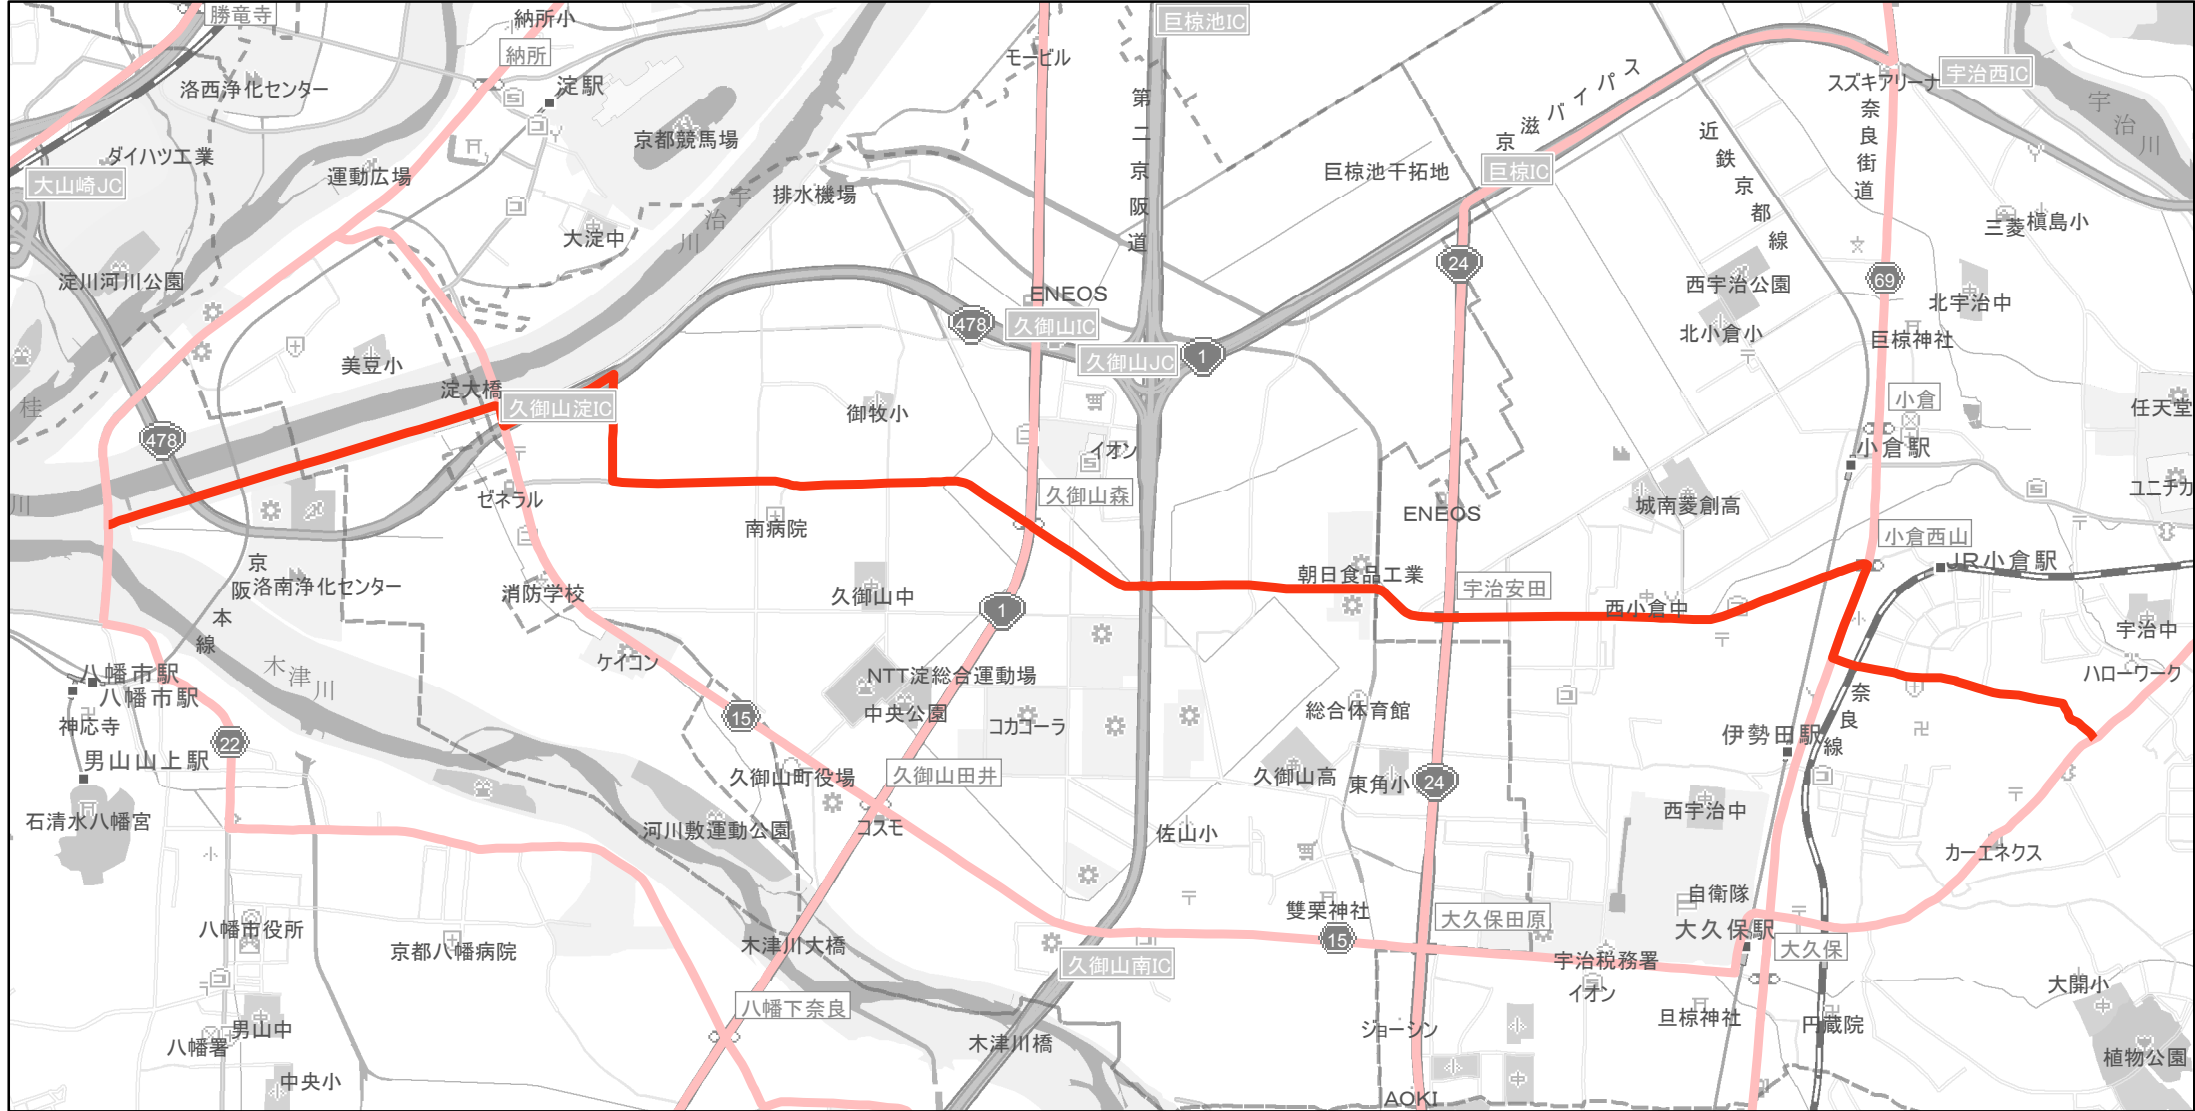 勝竜寺
納所小
納所
モービル
巨椋池IC
スズキアリーナ
宇治西IC
洛西浄化センター
淀駅
京都競馬場
第二京阪道
京滋バイパス
近鉄京都線
奈良街道
宇治川
ダイハツ工業
大山崎JC
運動広場
排水機場
宇治川
巨椋池干拓地
巨椋IC
大淀中
三菱
槇島小
淀川河川公園
24
西宇治公園
69
北宇治中
ENEOS
478
久御山IC
久御山JC
1
北小倉小
巨椋神社
美豆小
淀大橋
久御山淀IC
御牧小
小倉
任天堂
桂
川
478
イオン
小倉駅
ゼネラル
久御山森
ENEOS
城南菱創高
ユニチカ
南病院
小倉西山
JR小倉駅
京阪本線
洛南浄化センター
消防学校
久御山中
1
朝日食品工業
宇治安田
西小倉中
宇治中
木津川
ケイコン
NTT淀総合運動場
中央公園
ハローワーク
八幡市駅
八幡市駅
神応寺
男山山上駅
22
15
コカコーラ
総合体育館
奈良線
伊勢田駅
久御山町役場
久御山田井
久御山高
東角小
24
石清水八幡宮
河川敷運動公園
コスモ
佐山小
西宇治中
カーエネクス
自衛隊
雙栗神社
15
大久保田原
大久保駅
大久保
八幡市役所
京都八幡病院
木津川大橋
久御山南IC
宇治税務署
イオン
大開小
八幡下奈良
男山中
八幡署
木津川橋
ジョーシン
旦椋神社
円蔵院
植物公園
中央小
AOKI